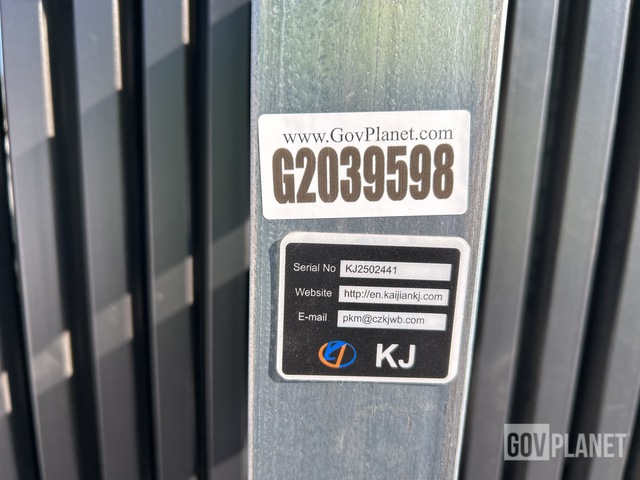 www.GovPlanet.com
G2039598
Serial No KJ2502441
Website http://en.kaijiankj.com
E-mail pkm@czkjwb.com
KJ
GOVPLANET